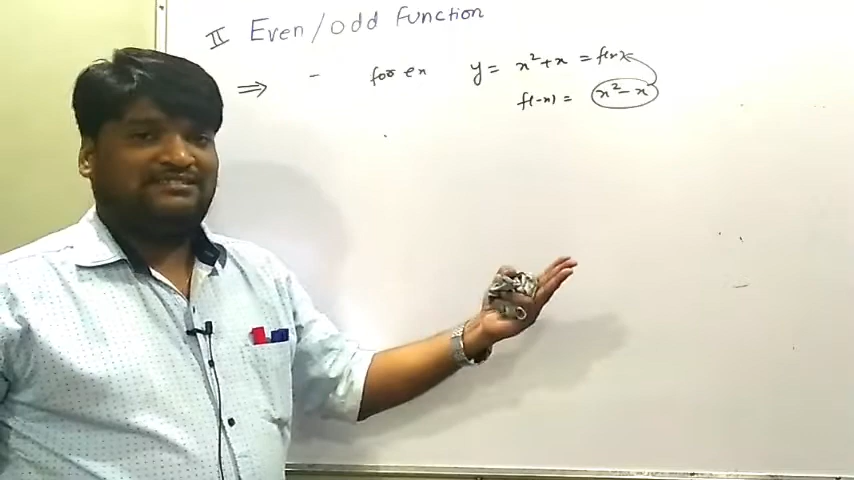 II Even/odd Function
⇒ - for ex y = x²+x = f(x)
f(-x) = x²-x